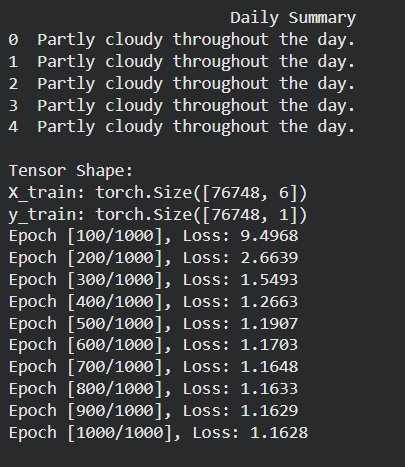 Daily Summary
0 Partly cloudy throughout the day.
1 Partly cloudy throughout the day.
2 Partly cloudy throughout the day.
3 Partly cloudy throughout the day.
4 Partly cloudy throughout the day.
Tensor Shape:
X_train: torch.Size([76748, 6])
y_train: torch.Size([76748, 1])
Epoch [100/1000], Loss: 9.4968
Epoch [200/1000], Loss: 2.6639
Epoch [300/1000], Loss: 1.5493
Epoch [400/1000], Loss: 1.2663
Epoch [500/1000], Loss: 1.1907
Epoch [600/1000], Loss: 1.1703
Epoch [700/1000], Loss: 1.1648
Epoch [800/1000], Loss: 1.1633
Epoch [900/1000], Loss: 1.1629
Epoch [1000/1000], Loss: 1.1628